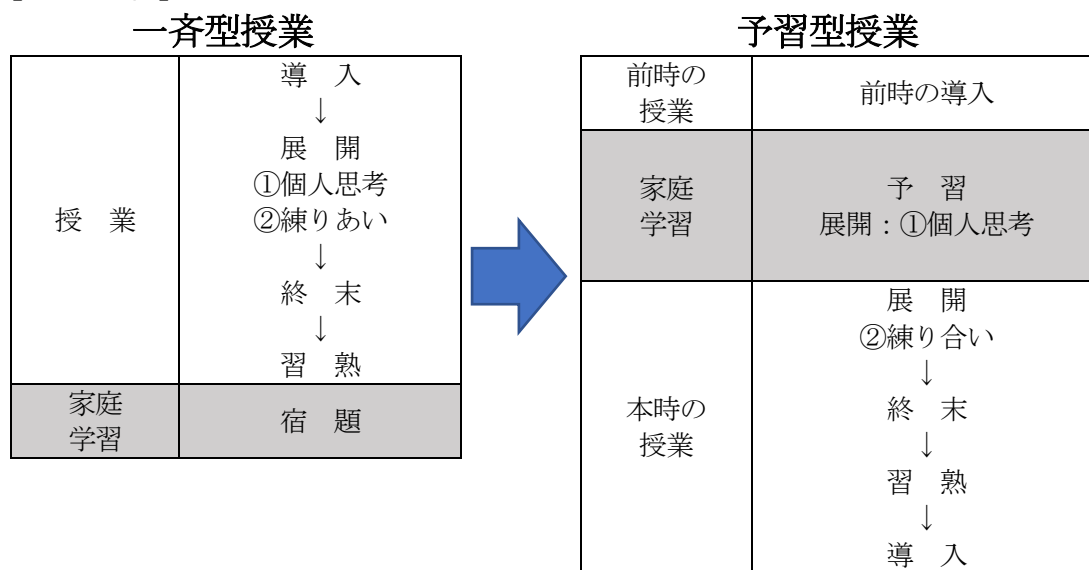 一斉型授業
授　業
導　入
↓
展　開
①個人思考
②練りあい
↓
終　末
↓
習　熟
家庭
学習
宿　題
予習型授業
前時の
授業
前時の導入
家庭
学習
予　習
展開：①個人思考
本時の
授業
展　開
②練り合い
↓
終　末
↓
習　熟
↓
導　入